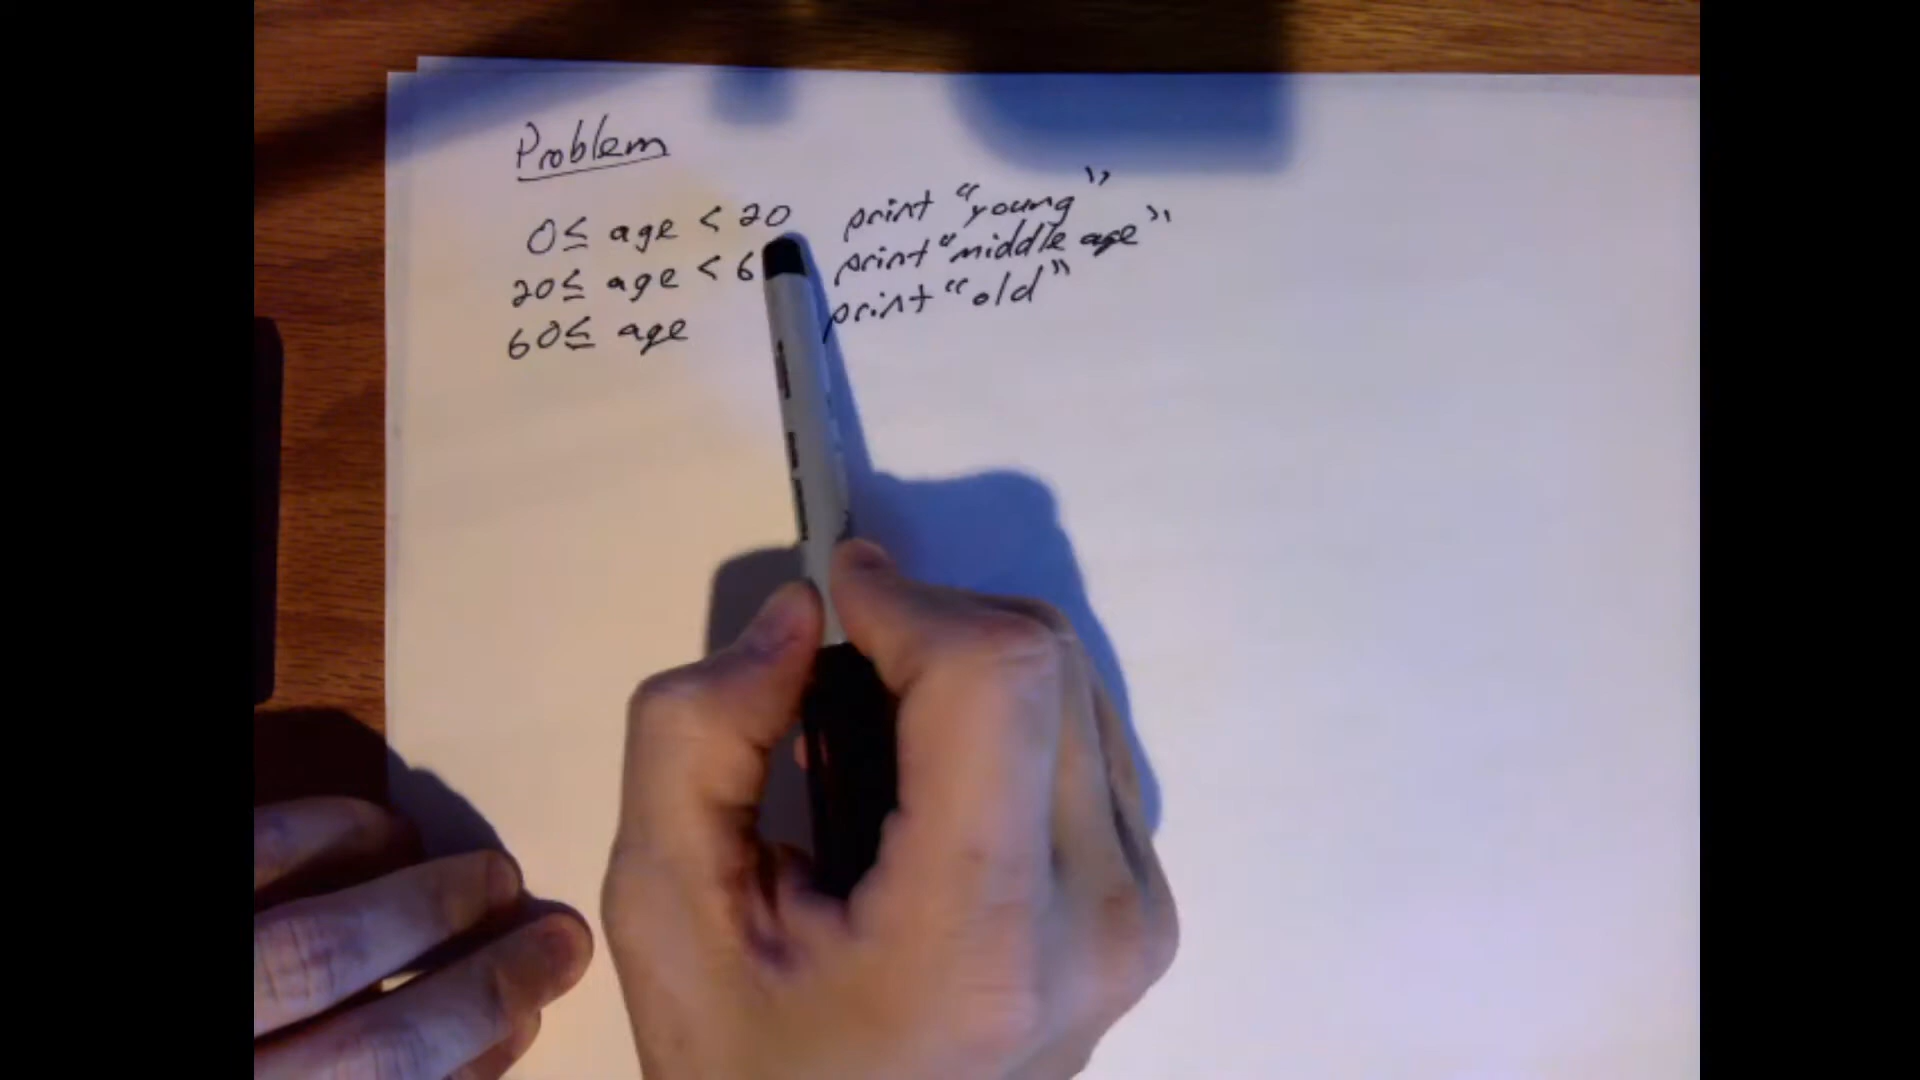 Problem
0≤ age < 20 print "young"
20≤ age < 6 print "middle age"
60≤ age print "old"